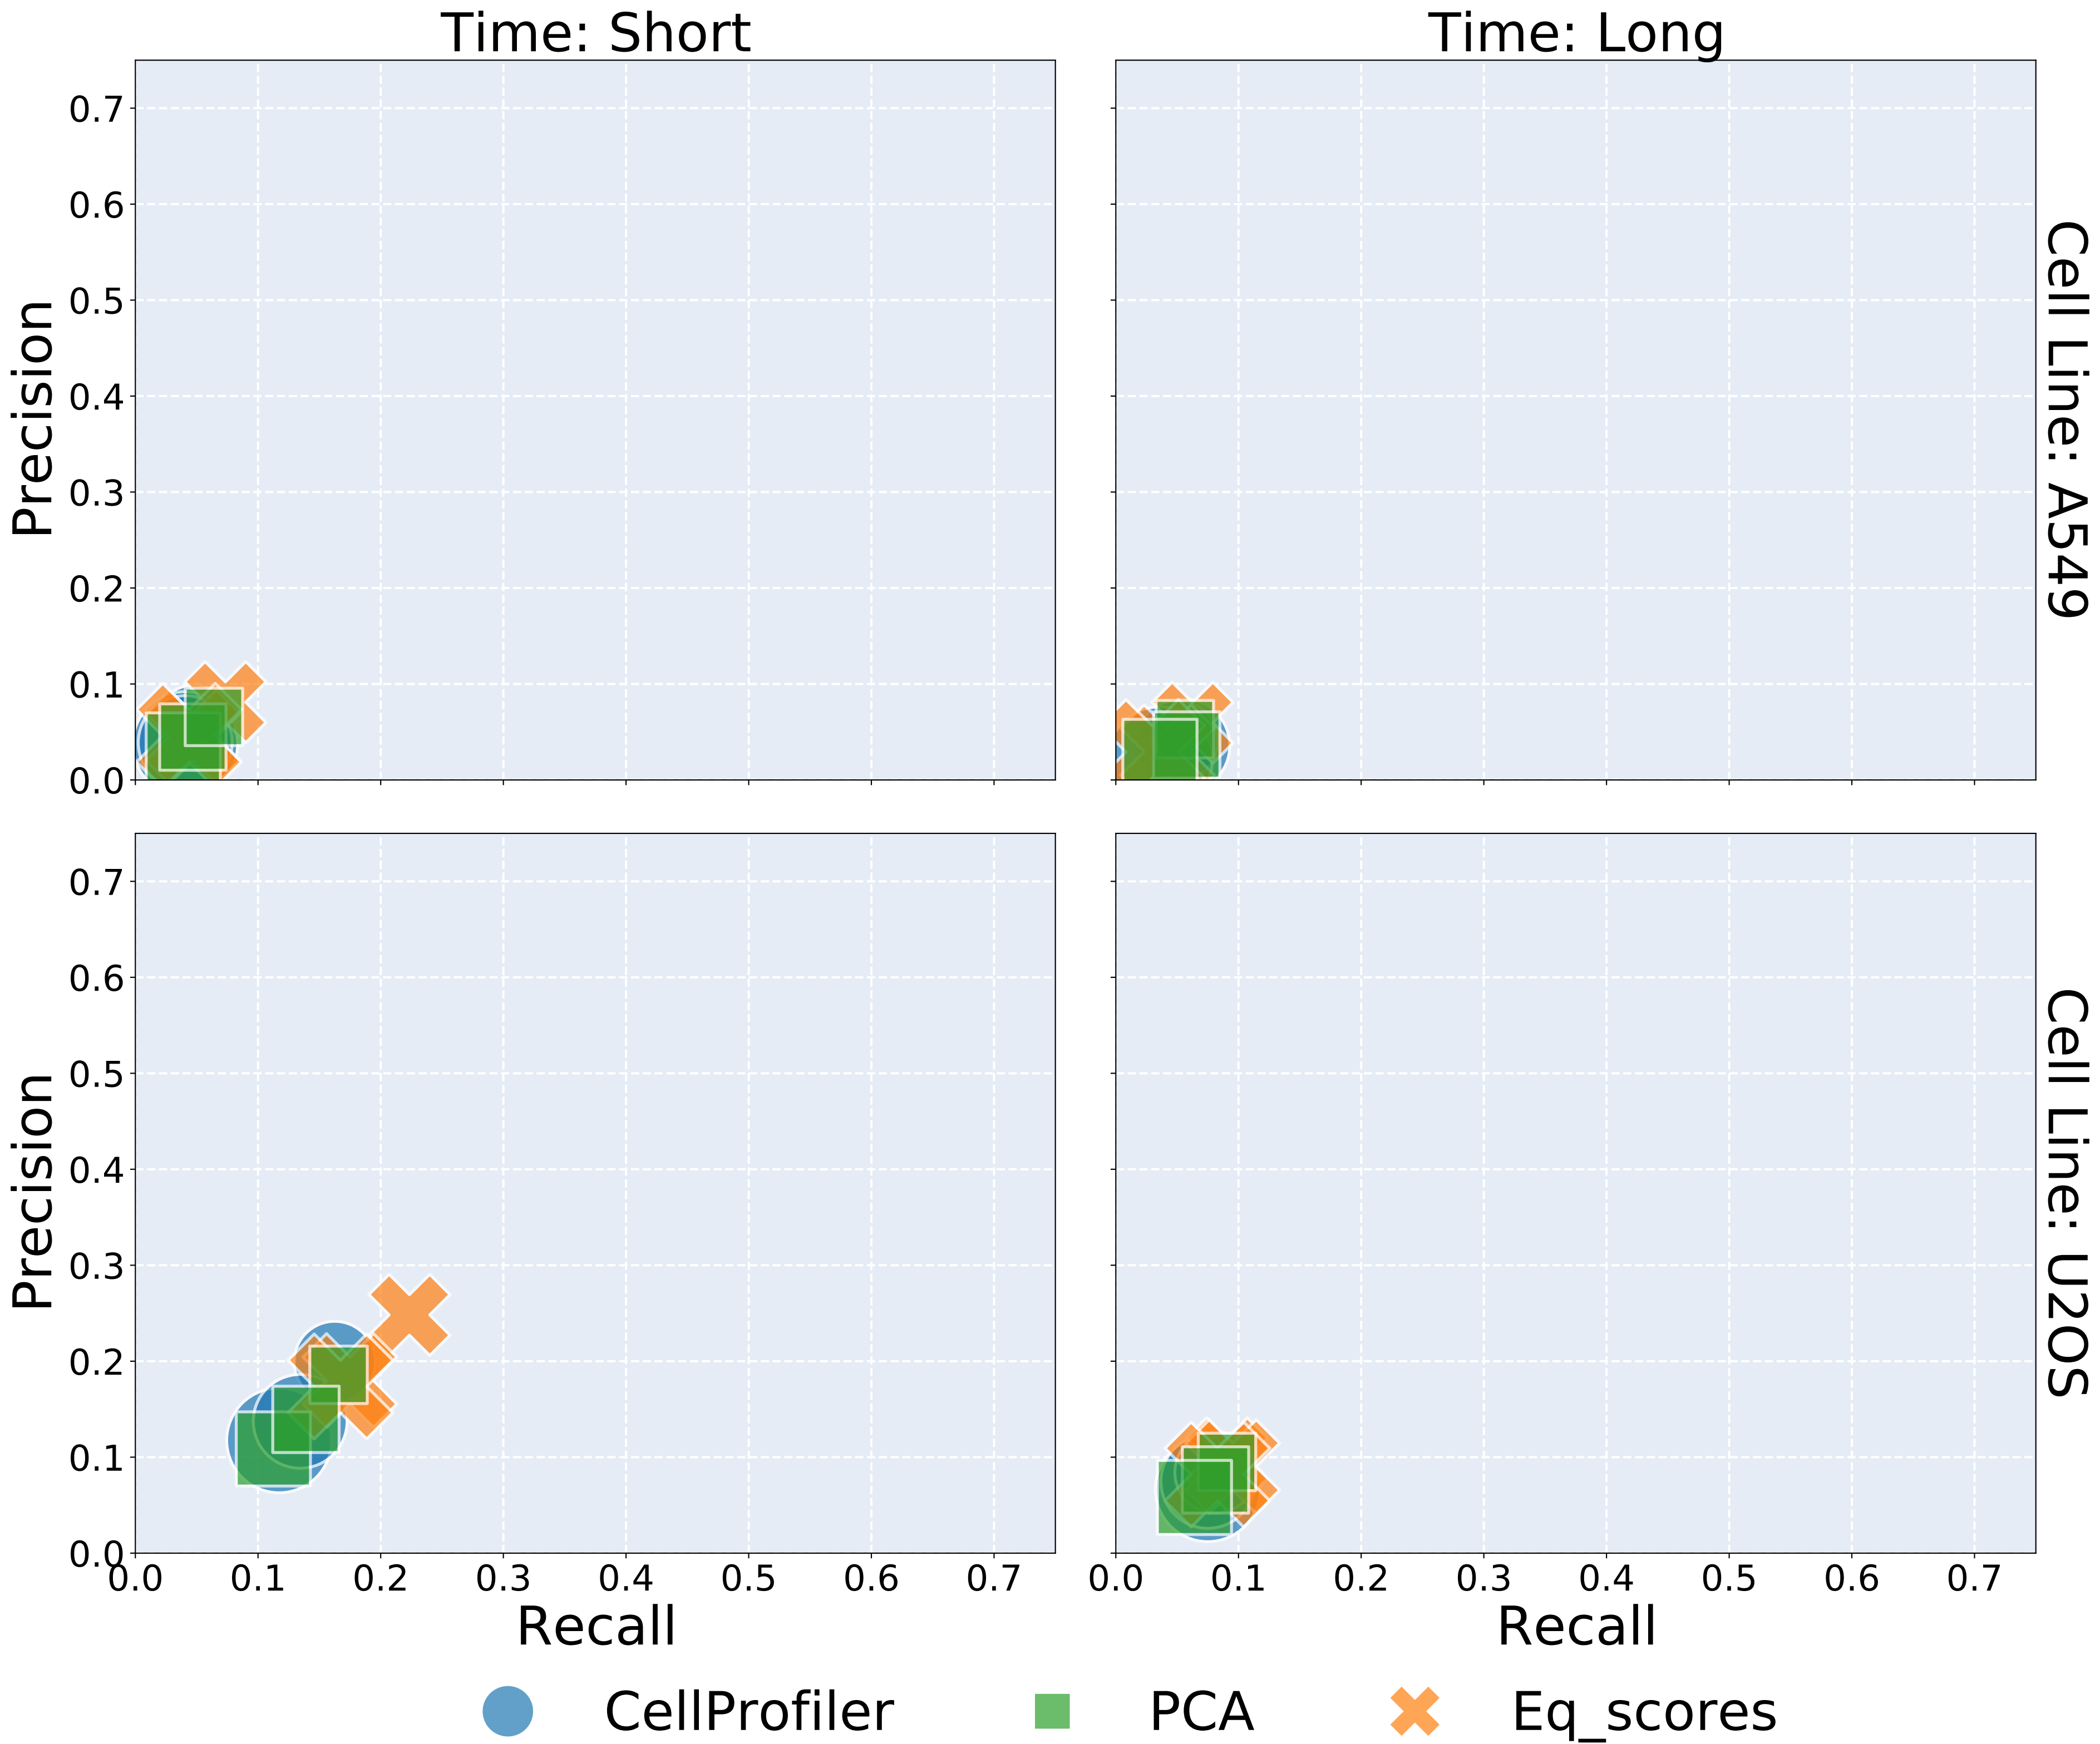 Time: Short
Time: Long
Precision
0.7
0.6
0.5
0.4
0.3
0.2
0.1
0.0
Cell Line: A549
Precision
0.7
0.6
0.5
0.4
0.3
0.2
0.1
0.0
Cell Line: U2OS
0.0 0.1 0.2 0.3 0.4 0.5 0.6 0.7
0.0 0.1 0.2 0.3 0.4 0.5 0.6 0.7
Recall
Recall
CellProfiler PCA Eq_scores